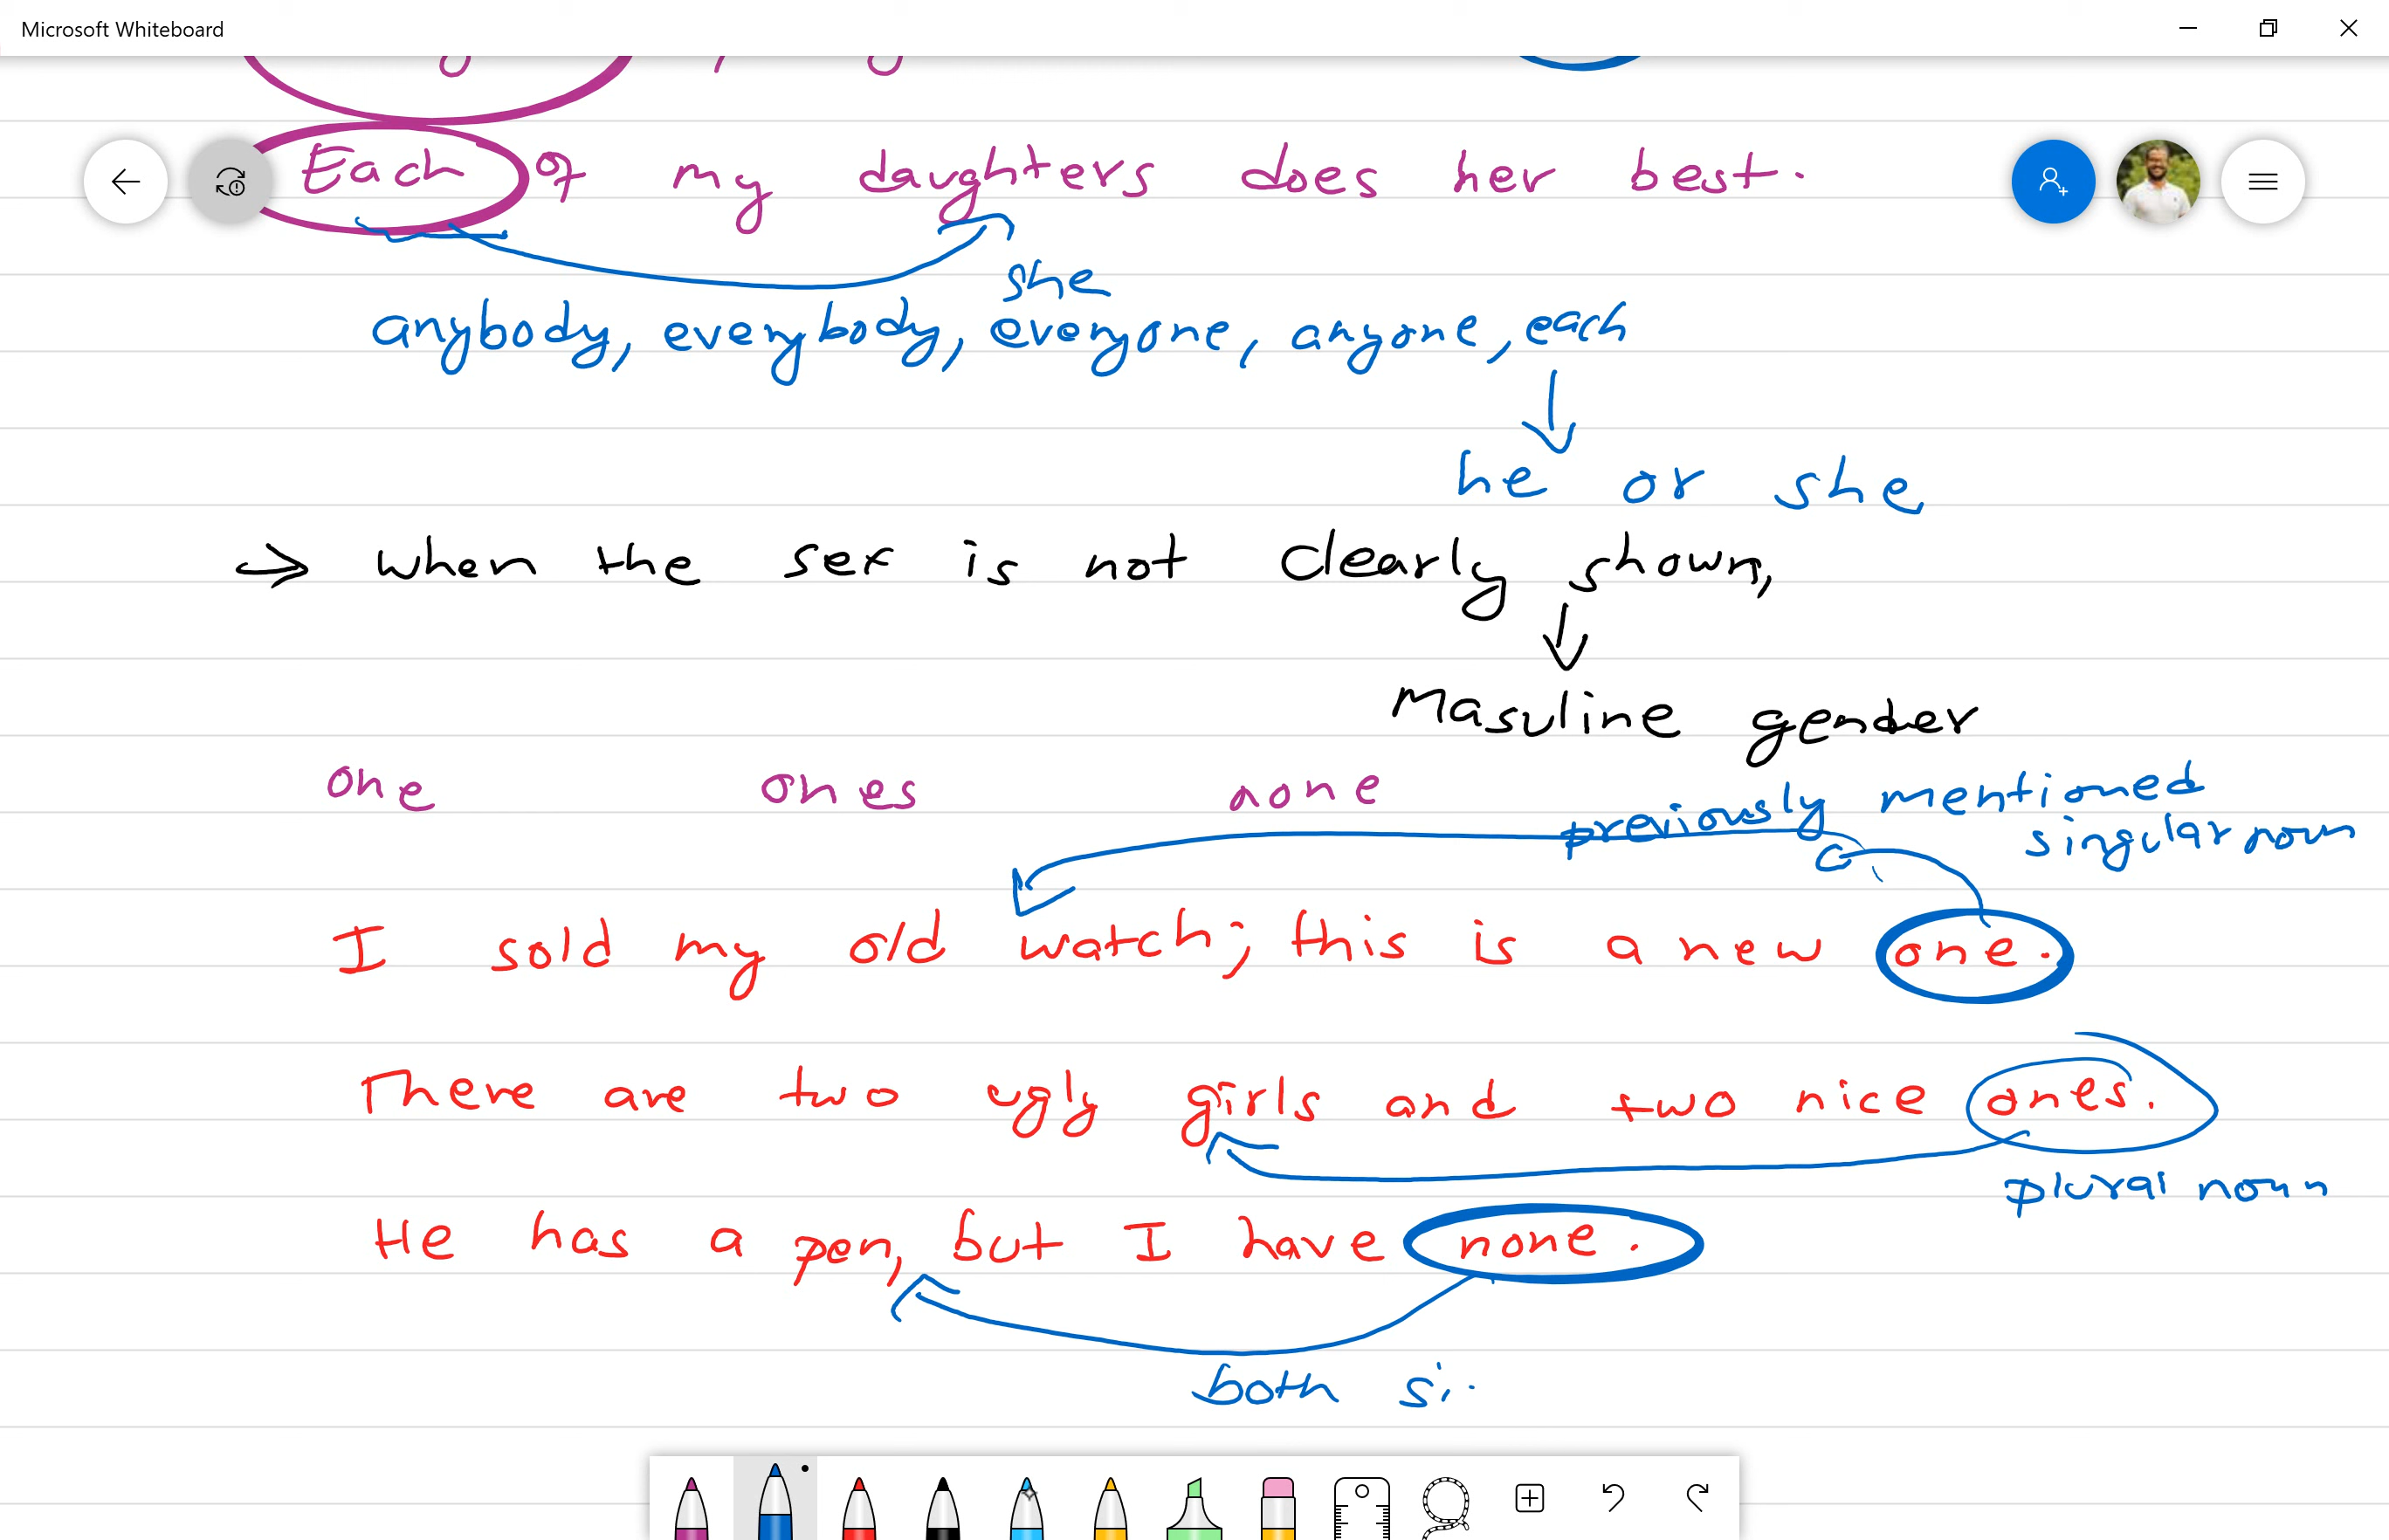 Microsoft Whiteboard
Each of my daughters does her best.
she
anybody, everybody, everyone, anyone, each
he or she
when the sex is not clearly shown,
Masuline gender
one ones none
previously mentioned
singular noun
I sold my old watch; this is a new one.
There are two ugly girls and two nice ones.
plural noun
He has a pen, but I have none.
both si